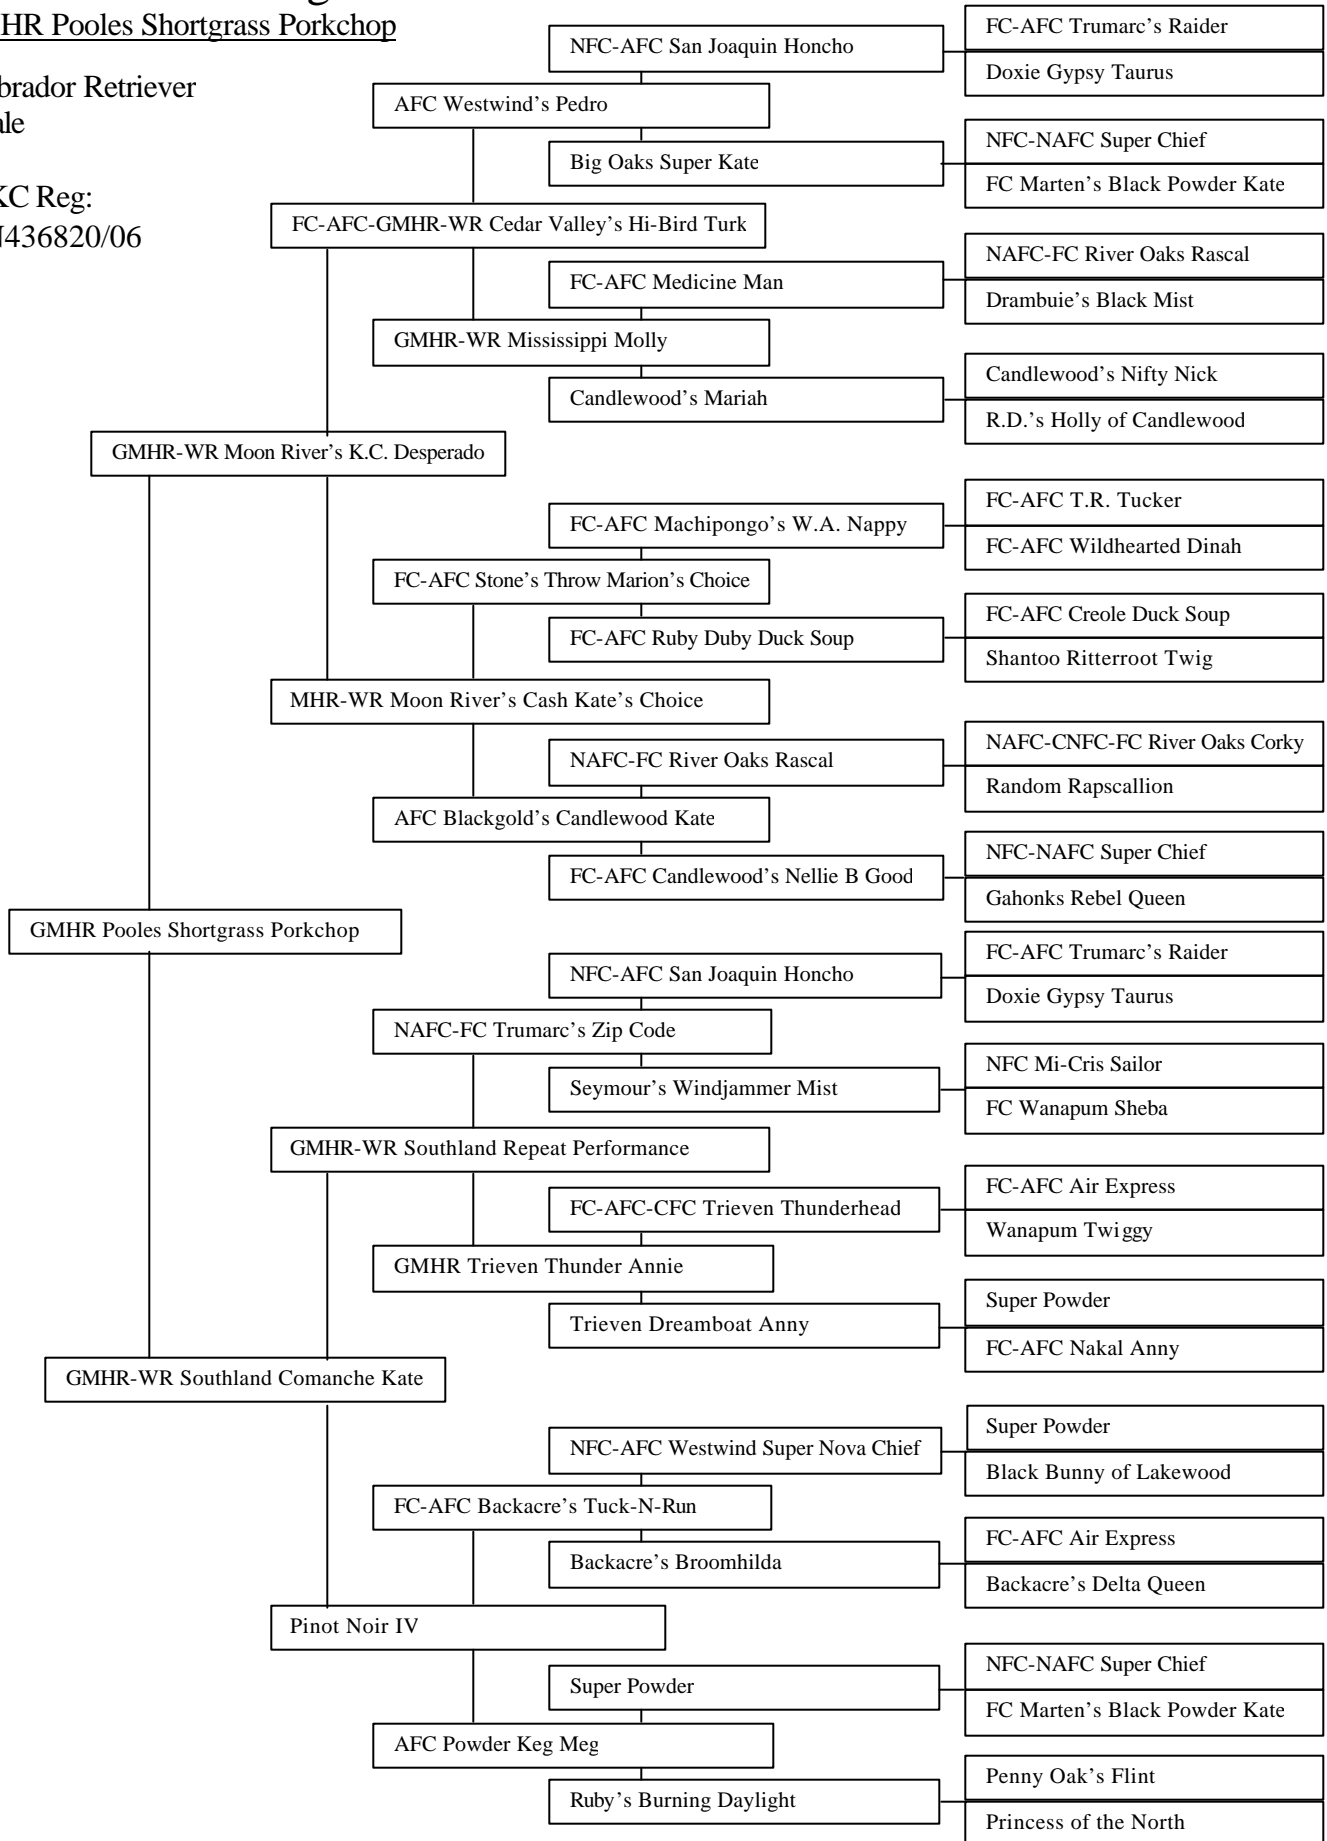 HR Pooles Shortgrass Porkchop
brador Retriever
ale
KC Reg:
436820/06
FC-AFC Trumarc's Raider
NFC-AFC San Joaquin Honcho
Doxie Gypsy Taurus
AFC Westwind's Pedro
NFC-NAFC Super Chief
Big Oaks Super Kate
FC Marten's Black Powder Kate
FC-AFC-GMHR-WR Cedar Valley's Hi-Bird Turk
NAFC-FC River Oaks Rascal
FC-AFC Medicine Man
Drambuie's Black Mist
GMHR-WR Mississippi Molly
Candlewood's Nifty Nick
Candlewood's Mariah
R.D.'s Holly of Candlewood
GMHR-WR Moon River's K.C. Desperado
FC-AFC T.R. Tucker
FC-AFC Machipongo's W.A. Nappy
FC-AFC Wildhearted Dinah
FC-AFC Stone's Throw Marion's Choice
FC-AFC Creole Duck Soup
FC-AFC Ruby Duby Duck Soup
Shantoo Ritterroot Twig
MHR-WR Moon River's Cash Kate's Choice
NAFC-CNFC-FC River Oaks Corky
NAFC-FC River Oaks Rascal
Random Rapscallion
AFC Blackgold's Candlewood Kate
NFC-NAFC Super Chief
FC-AFC Candlewood's Nellie B Good
Gahonks Rebel Queen
GMHR Pooles Shortgrass Porkchop
FC-AFC Trumarc's Raider
NFC-AFC San Joaquin Honcho
Doxie Gypsy Taurus
NAFC-FC Trumarc's Zip Code
NFC Mi-Cris Sailor
Seymour's Windjammer Mist
FC Wanapum Sheba
GMHR-WR Southland Repeat Performance
FC-AFC Air Express
FC-AFC-CFC Trieven Thunderhead
Wanapum Twiggy
GMHR Trieven Thunder Annie
Super Powder
Trieven Dreamboat Anny
FC-AFC Nakal Anny
GMHR-WR Southland Comanche Kate
Super Powder
NFC-AFC Westwind Super Nova Chief
Black Bunny of Lakewood
FC-AFC Backacre's Tuck-N-Run
FC-AFC Air Express
Backacre's Broomhilda
Backacre's Delta Queen
Pinot Noir IV
NFC-NAFC Super Chief
Super Powder
FC Marten's Black Powder Kate
AFC Powder Keg Meg
Penny Oak's Flint
Ruby's Burning Daylight
Princess of the North